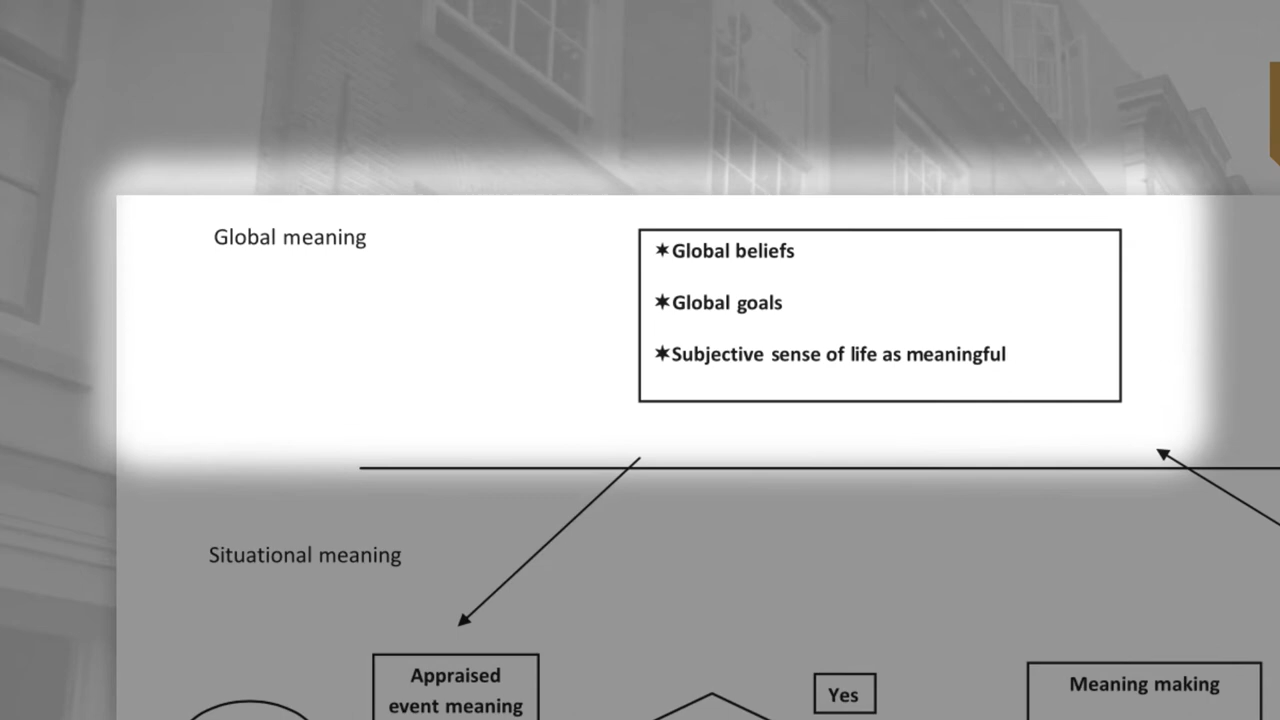 Global meaning
✶Global beliefs
✶Global goals
✶Subjective sense of life as meaningful
Situational meaning
Appraised
event meaning
Yes
Meaning making